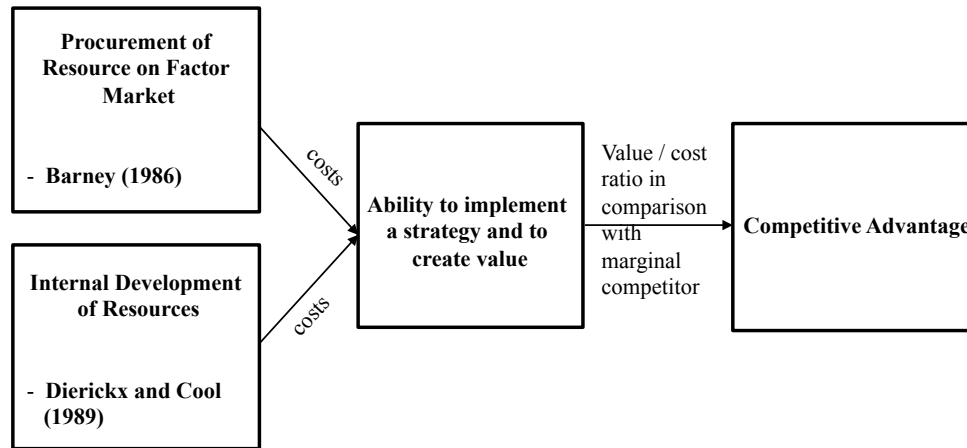 Procurement of
Resource on Factor
Market
- Barney (1986)
Internal Development
of Resources
- Dierickx and Cool
(1989)
costs
costs
Ability to implement
a strategy and to
create value
Value / cost
ratio in
comparison
with
marginal
competitor
Competitive Advantage